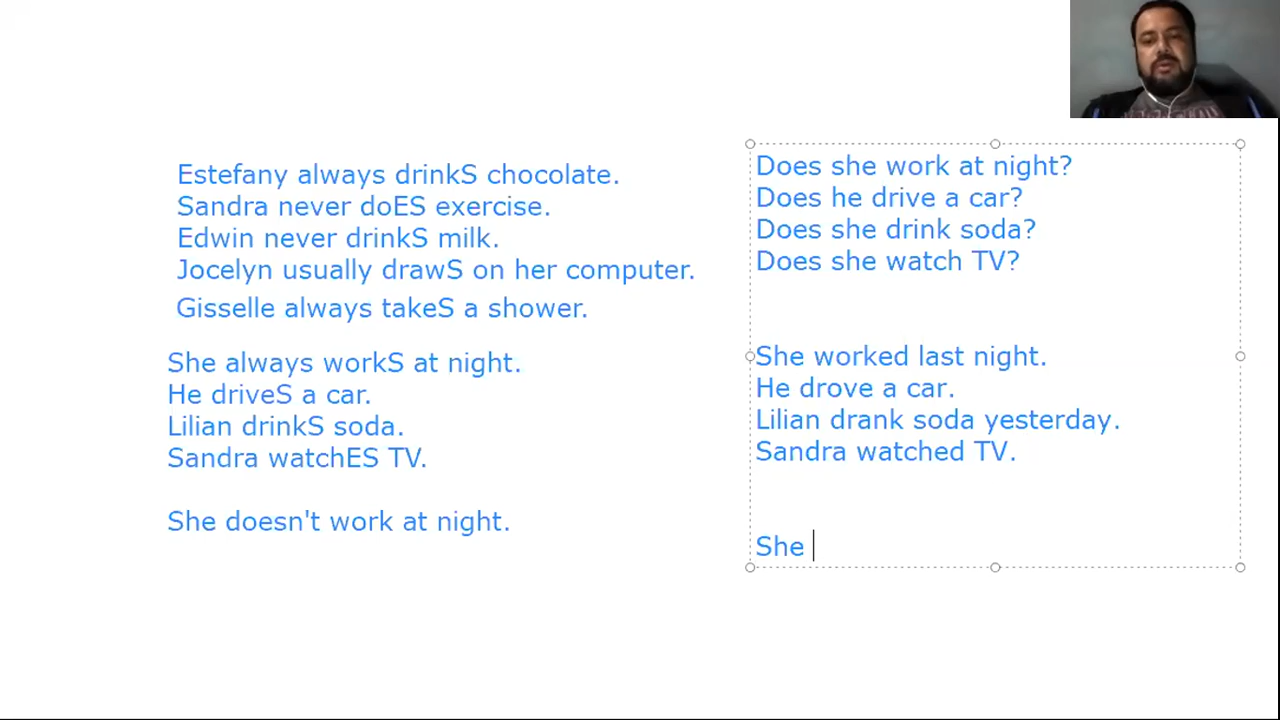 Estefany always drinkS chocolate.
Sandra never doES exercise.
Edwin never drinkS milk.
Jocelyn usually drawS on her computer.
Gisselle always takeS a shower.
She always workS at night.
He driveS a car.
Lilian drinkS soda.
Sandra watchES TV.
She doesn't work at night.
Does she work at night?
Does he drive a car?
Does she drink soda?
Does she watch TV?
She worked last night.
He drove a car.
Lilian drank soda yesterday.
Sandra watched TV.
She